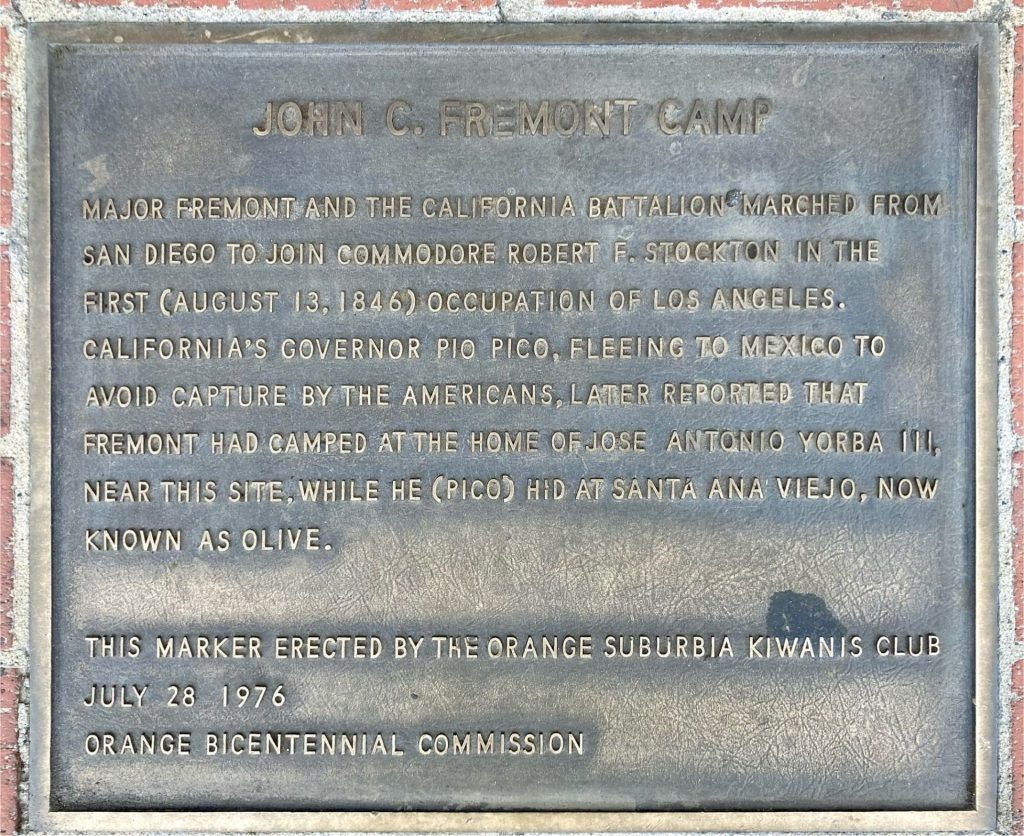 JOHN C. FREMONT CAMP
MAJOR FREMONT AND THE CALIFORNIA BATTALION MARCHED FROM
SAN DIEGO TO JOIN COMMODORE ROBERT F. STOCKTON IN THE
FIRST (AUGUST 13, 1846) OCCUPATION OF LOS ANGELES.
CALIFORNIA'S GOVERNOR PIO PICO, FLEEING TO MEXICO TO
AVOID CAPTURE BY THE AMERICANS, LATER REPORTED THAT
FREMONT HAD CAMPED AT THE HOME OF JOSE ANTONIO YORBA III,
NEAR THIS SITE, WHILE HE (PICO) HID AT SANTA ANA VIEJO, NOW
KNOWN AS OLIVE.
THIS MARKER ERECTED BY THE ORANGE SUBURBIA KIWANIS CLUB
JULY 28 1976
ORANGE BICENTENNIAL COMMISSION